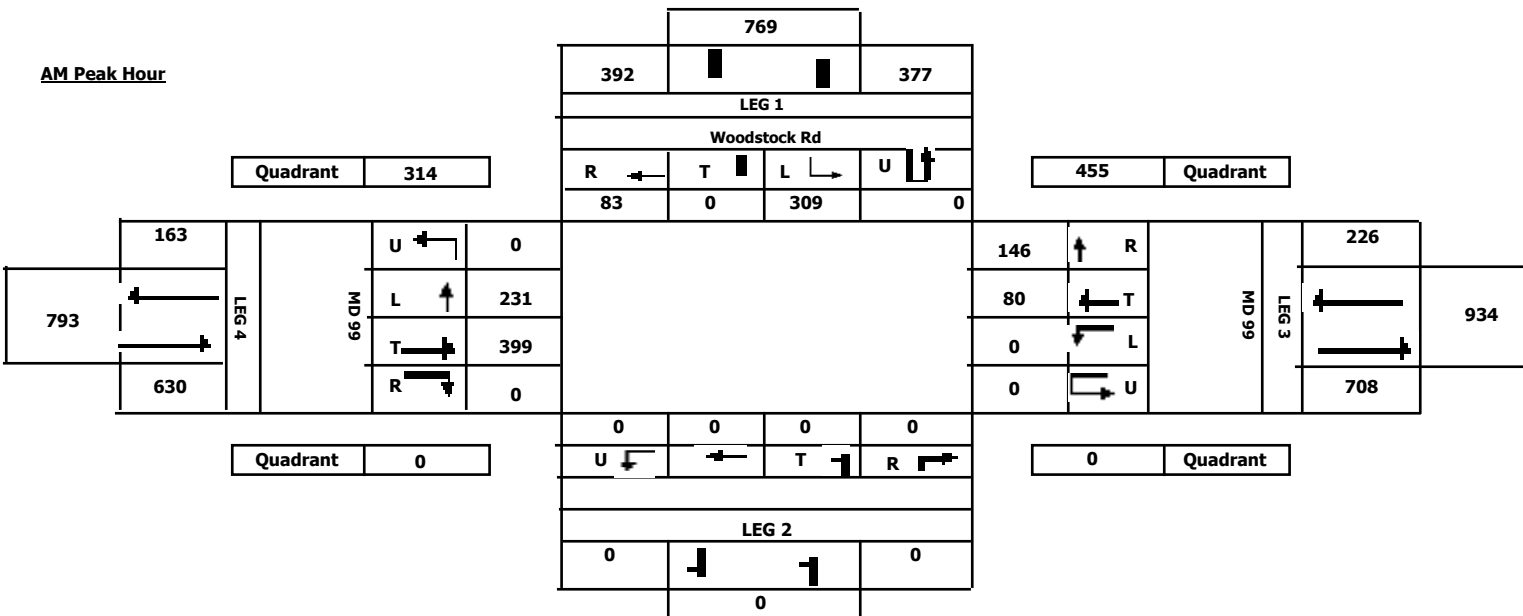 769
AM Peak Hour
392 377
LEG 1
Woodstock Rd
Quadrant 314
R T L U
455 Quadrant
83 0 309 0
163
U 0
146 R
226
793
LEG 4
MD 99
L 231
80 T
MD 99
LEG 3
934
T 399
0 L
630
R 0
0 U
708
0 0 0 0
Quadrant 0
U T R
0 Quadrant
LEG 2
0 0
0